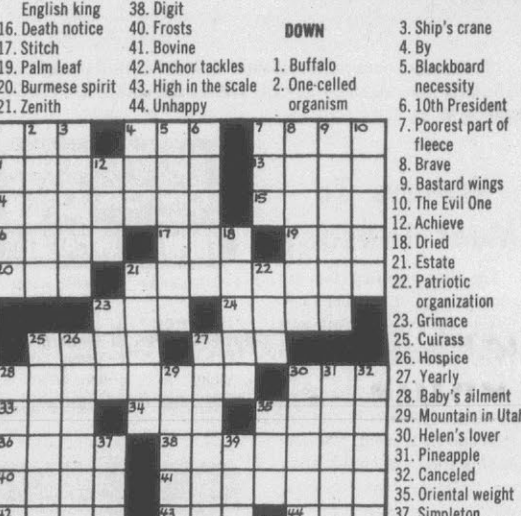 English king
16. Death notice
17. Stitch
19. Palm leaf
20. Burmese spirit
21. Zenith
38. Digit
40. Frosts
41. Bovine
42. Anchor tackles
43. High in the scale
44. Unhappy
DOWN
1. Buffalo
2. One-celled
organism
3. Ship's crane
4. By
5. Blackboard
necessity
6. 10th President
7. Poorest part of
fleece
8. Brave
9. Bastard wings
10. The Evil One
12. Achieve
18. Dried
21. Estate
22. Patriotic
organization
23. Grimace
25. Cuirass
26. Hospice
27. Yearly
28. Baby's ailment
29. Mountain in Utah
30. Helen's lover
31. Pineapple
32. Canceled
35. Oriental weight
37. Simpleton
2 3 4 5 6 7 8 9 10
12 13
15
17 18 19
20 21 22
23 24
25 26 27
28 29 30 31 32
33 34 35
36 37 38 39
40 41
42 43 44